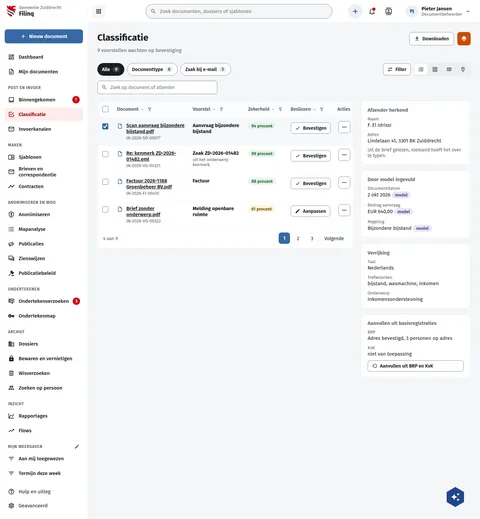 Gemeente Zuiddrecht
Filinq
Zoek documenten, dossiers of sjablonen
Pieter Jansen
Documentbeheerder
+ Nieuw document
Dashboard
Mijn documenten
POST EN INVOER
Binnengekomen
7
Classificatie
Invoerkanalen
MAKEN
Sjablonen
Brieven en correspondentie
Contracten
ANONIMISEREN EN WOO
Anonimiseren
Mapanalyse
Publicaties
Zienswijzen
Publicatiebeleid
ONDERTEKENEN
Ondertekenverzoeken
Ondertekenmap
ARCHIEF
Dossiers
Bewaren en vernietigen
Wisverzoeken
Zoeken op persoon
INZICHT
Rapportages
Flows
MIJN WEERGAVEN
Aan mij toegewezen
Termijn deze week
Hulp en uitleg
Geavanceerd
Classificatie
9 voorstellen wachten op bevestiging
Downloaden
Alle 9
Documenttype
Zaak bij e-mail
Filter
Zoek op document of afzender
Document
Voorstel
Zekerheid
Beslissen
Acties
Scan aanvraag bijzondere bijstand.pdf
Aanvraag bijzondere bijstand
94 procent
Bevestigen
Re: kenmerk ZD-2026-01482.eml
Zaak ZD-2026-01482
uit het onderwerp: kenmerk
99 procent
Bevestigen
Factuur 2026-1188 Groenbeheer BV.pdf
Factuur
88 procent
Bevestigen
Brief zonder onderwerp.pdf
Melding openbare ruimte
61 procent
Aanpassen
4 van 9
1 2 3 Volgende
Afzender herkend
Naam
F. El Idrissi
Adres
Lindelaan 41, 3301 BK Zuiddrecht
Uit de brief gelezen, niemand hoeft het over te typen.
Door model ingevuld
Documentdatum
2 okt 2026 model
Bedrag aanvraag
EUR 640,00 model
Regeling
Bijzondere bijstand model
Verrijking
Taal
Nederlands
Trefwoorden
bijstand, wasmachine, inkomen
Onderwerp
Inkomensondersteuning
Aanvullen uit basisregistraties
BRP
Adres bevestigd, 3 personen op adres
KvK
niet van toepassing
Aanvullen uit BRP en KvK